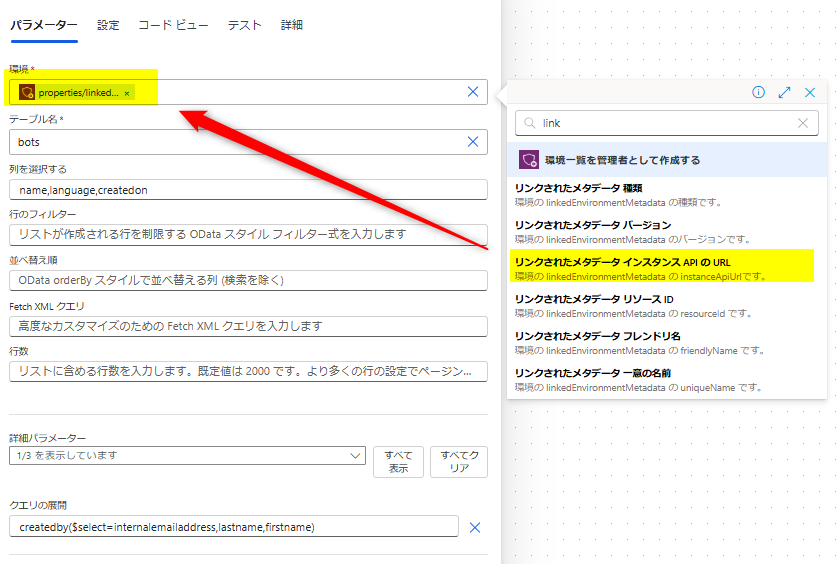 パラメーター 設定 コード ビュー テスト 詳細
環境*
properties/linked... ×
テーブル名*
bots
列を選択する
name,language,createdon
行のフィルター
リストが作成される行を制限する OData スタイル フィルター式を入力します
並べ替え順
OData orderBy スタイルで並べ替える列 (検索を除く)
Fetch XML クエリ
高度なカスタマイズのための Fetch XML クエリを入力します
行数
リストに含める行数を入力します。既定値は 2000 です。より多くの行の設定でページン...
詳細パラメーター
1/3 を表示しています
すべて
表示
すべてク
リア
クエリの展開
createdby($select=internalemailaddress,lastname,firstname)
link
環境一覧を管理者として作成する
リンクされたメタデータ 種類
環境の linkedEnvironmentMetadata の種類です。
リンクされたメタデータ バージョン
環境の linkedEnvironmentMetadata のバージョンです。
リンクされたメタデータ インスタンス API の URL
環境の linkedEnvironmentMetadata の instanceApiUrlです。
リンクされたメタデータ リソース ID
環境の linkedEnvironmentMetadata の resourceId です。
リンクされたメタデータ フレンドリ名
環境の linkedEnvironmentMetadata の friendlyName です。
リンクされたメタデータ 一意の名前
環境の linkedEnvironmentMetadata の uniqueName です。